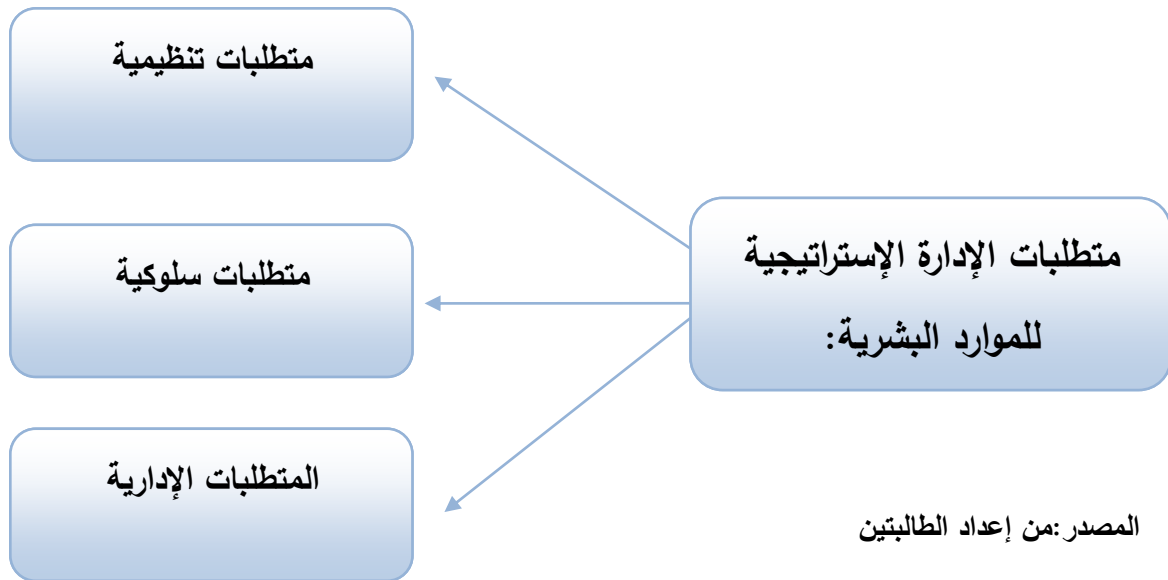 متطلبات الإدارة الإستراتيجية
للموارد البشرية:
متطلبات تنظيمية
متطلبات سلوكية
المتطلبات الإدارية
المصدر:من إعداد الطالبتين